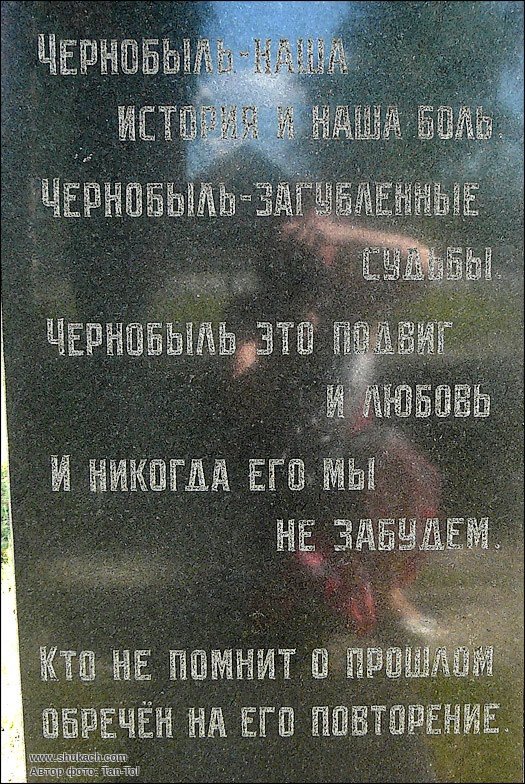 Чернобыль-наша
история и наша боль.
Чернобыль-загубленные
судьбы.
Чернобыль это подвиг
и любовь
И никогда его мы
не забудем.
Кто не помнит о прошлом
обречён на его повторение.
www.shukach.com
Автор фото: Tan-Tol